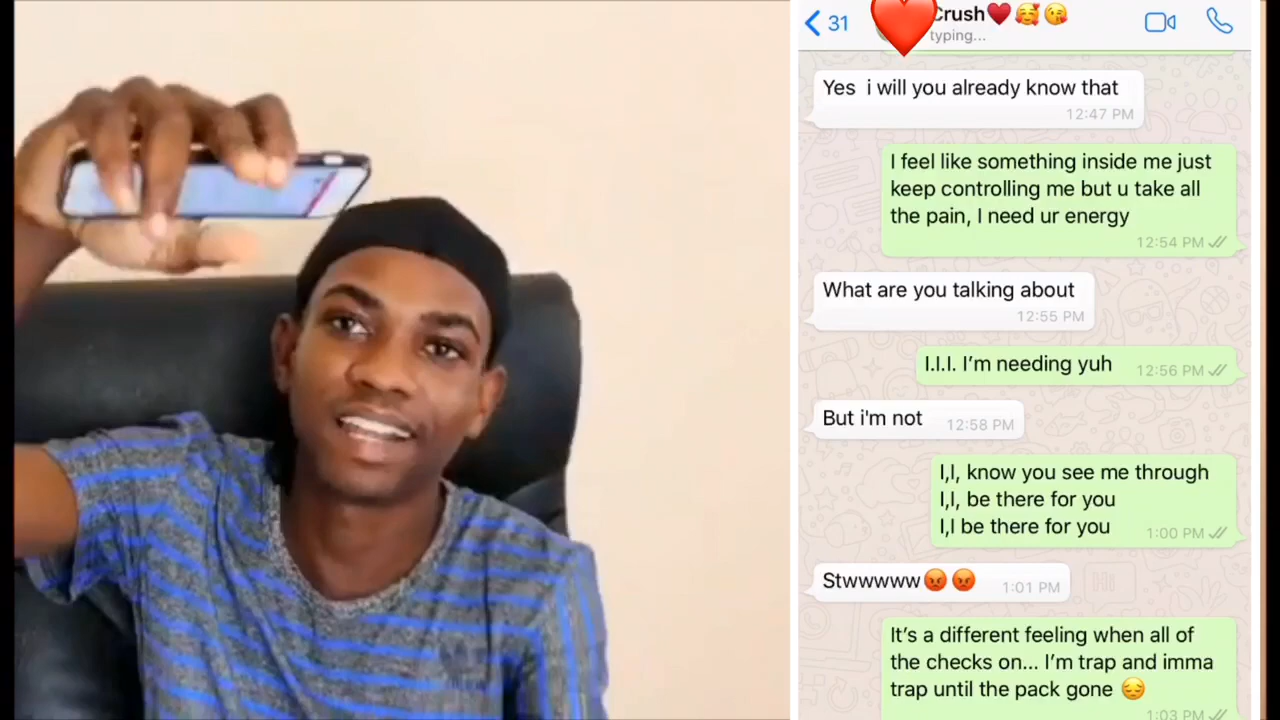 31
Crush♥️🥰😘
typing...
Yes i will you already know that
12:47 PM
I feel like something inside me just
keep controlling me but u take all
the pain, I need ur energy
12:54 PM
What are you talking about
12:55 PM
I.I.I. I’m needing yuh
12:56 PM
But i'm not
12:58 PM
I,I, know you see me through
I,I, be there for you
I,I be there for you
1:00 PM
Stwwwww😡😡
1:01 PM
It’s a different feeling when all of
the checks on... I’m trap and imma
trap until the pack gone 😔
1:03 PM